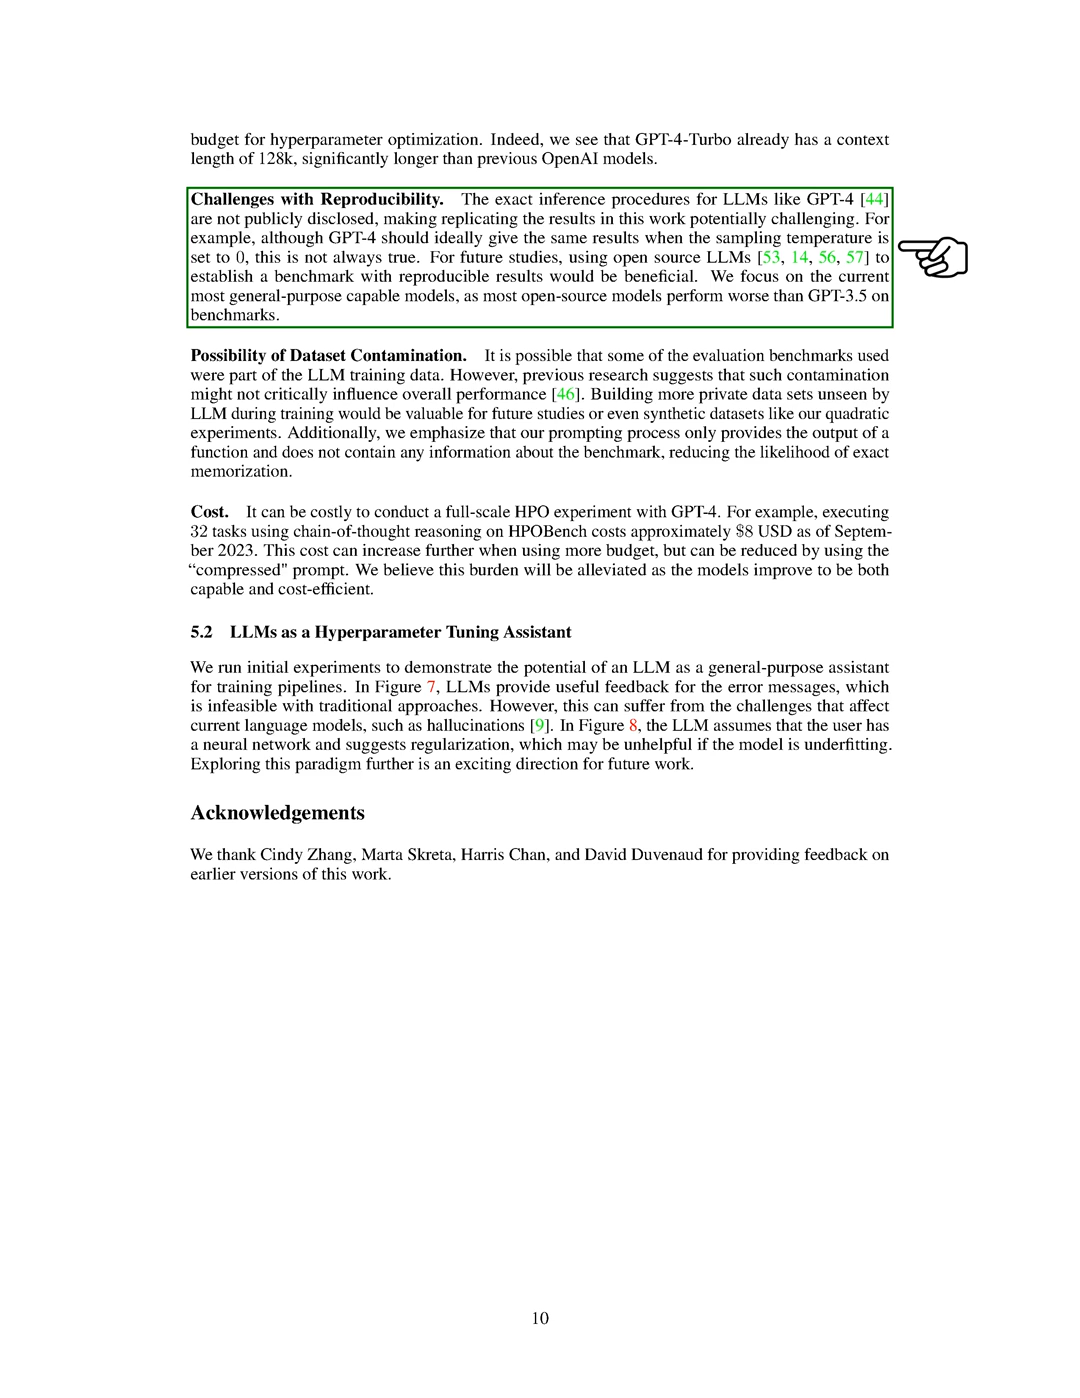 budget for hyperparameter optimization. Indeed, we see that GPT-4-Turbo already has a context
length of 128k, significantly longer than previous OpenAI models.
Challenges with Reproducibility. The exact inference procedures for LLMs like GPT-4 [44]
are not publicly disclosed, making replicating the results in this work potentially challenging. For
example, although GPT-4 should ideally give the same results when the sampling temperature is
set to 0, this is not always true. For future studies, using open source LLMs [53, 14, 56, 57] to
establish a benchmark with reproducible results would be beneficial. We focus on the current
most general-purpose capable models, as most open-source models perform worse than GPT-3.5 on
benchmarks.
Possibility of Dataset Contamination. It is possible that some of the evaluation benchmarks used
were part of the LLM training data. However, previous research suggests that such contamination
might not critically influence overall performance [46]. Building more private data sets unseen by
LLM during training would be valuable for future studies or even synthetic datasets like our quadratic
experiments. Additionally, we emphasize that our prompting process only provides the output of a
function and does not contain any information about the benchmark, reducing the likelihood of exact
memorization.
Cost. It can be costly to conduct a full-scale HPO experiment with GPT-4. For example, executing
32 tasks using chain-of-thought reasoning on HPOBench costs approximately $8 USD as of Septem-
ber 2023. This cost can increase further when using more budget, but can be reduced by using the
“compressed" prompt. We believe this burden will be alleviated as the models improve to be both
capable and cost-efficient.
5.2 LLMs as a Hyperparameter Tuning Assistant
We run initial experiments to demonstrate the potential of an LLM as a general-purpose assistant
for training pipelines. In Figure 7, LLMs provide useful feedback for the error messages, which
is infeasible with traditional approaches. However, this can suffer from the challenges that affect
current language models, such as hallucinations [9]. In Figure 8, the LLM assumes that the user has
a neural network and suggests regularization, which may be unhelpful if the model is underfitting.
Exploring this paradigm further is an exciting direction for future work.
Acknowledgements
We thank Cindy Zhang, Marta Skreta, Harris Chan, and David Duvenaud for providing feedback on
earlier versions of this work.
10